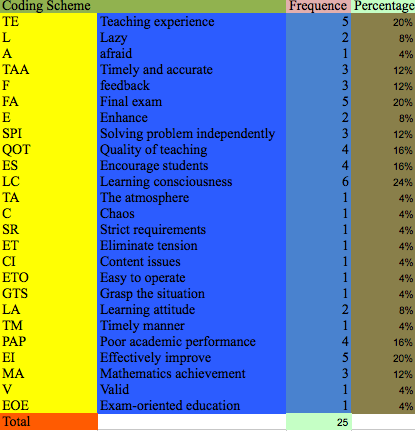 Coding Scheme Frequency Percentage
TE Teaching experience 5 20%
L Lazy 2 8%
A afraid 1 4%
TAA Timely and accurate 3 12%
F feedback 3 12%
FA Final exam 5 20%
E Enhance 2 8%
SPI Solving problem independently 3 12%
QOT Quality of teaching 4 16%
ES Encourage students 4 16%
LC Learning consciousness 6 24%
TA The atmosphere 1 4%
C Chaos 1 4%
SR Strict requirements 1 4%
ET Eliminate tension 1 4%
CI Content issues 1 4%
ETO Easy to operate 1 4%
GTS Grasp the situation 1 4%
LA Learning attitude 2 8%
TM Timely manner 1 4%
PAP Poor academic performance 4 16%
EI Effectively improve 5 20%
MA Mathematics achievement 3 12%
V Valid 1 4%
EOE Exam-oriented education 1 4%
Total 25